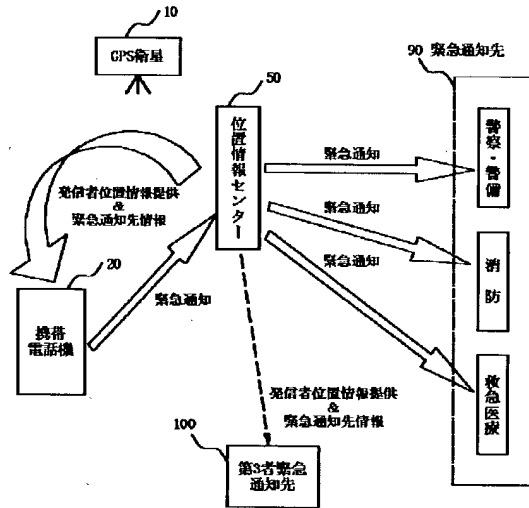 10
GPS衛星
50
位置情報センター
90 緊急通知先
緊急通知
警察・警備
発信者位置情報提供
&
緊急通知先情報
緊急通知
消防
20
緊急通知
緊急通知
携帯
電話機
救急医療
発信者位置情報提供
&
緊急通知先情報
100
第3者緊急
通知先